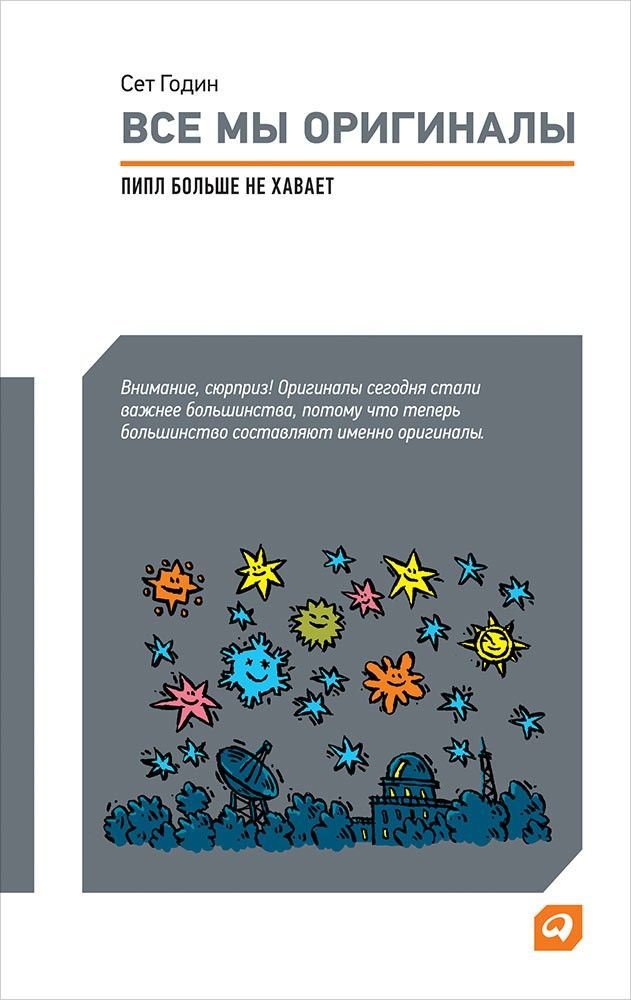 Сет Годин
ВСЕ МЫ ОРИГИНАЛЫ
ПИПЛ БОЛЬШЕ НЕ ХАВАЕТ
Внимание, сюрприз! Оригиналы сегодня стали
важнее большинства, потому что теперь
большинство составляют именно оригиналы.